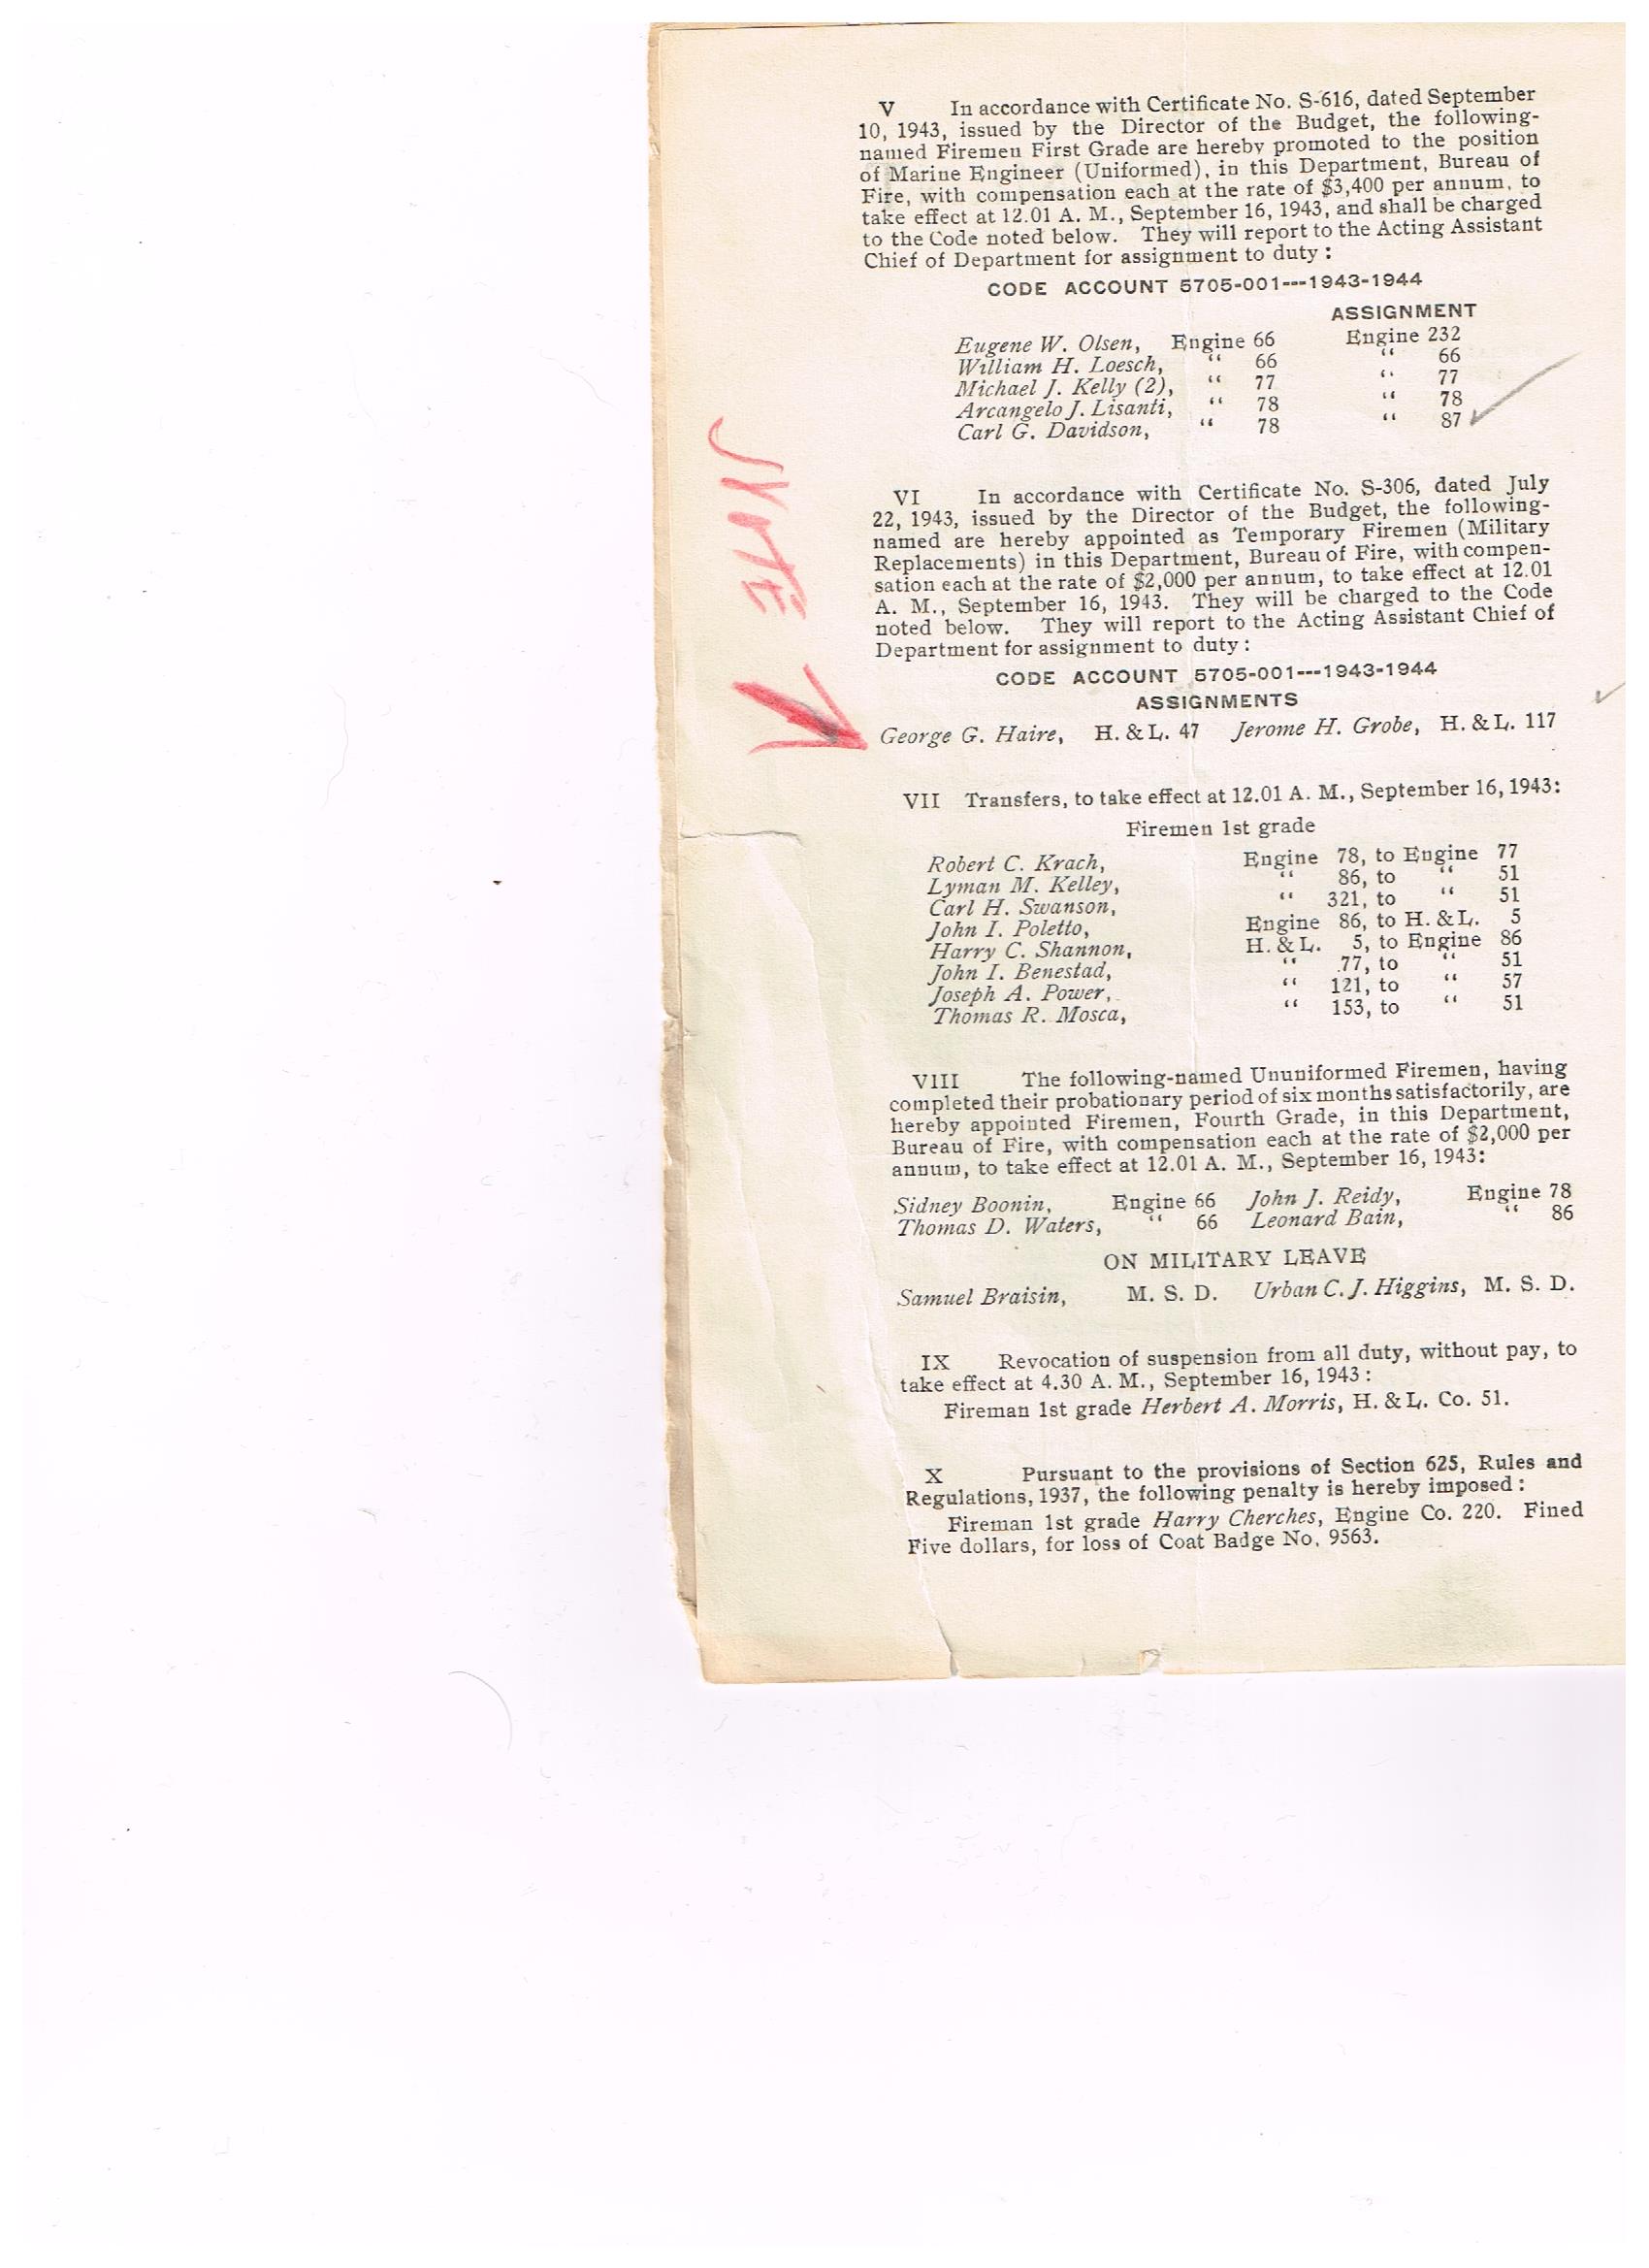 V In accordance with Certificate No. S-616, dated September
10, 1943, issued by the Director of the Budget, the following-
named Firemen First Grade are hereby promoted to the position
of Marine Engineer (Uniformed), in this Department, Bureau of
Fire, with compensation each at the rate of $3,400 per annum, to
take effect at 12.01 A. M., September 16, 1943, and shall be charged
to the Code noted below. They will report to the Acting Assistant
Chief of Department for assignment to duty :
CODE ACCOUNT 5705-001---1943-1944
ASSIGNMENT
Eugene W. Olsen, Engine 66 Engine 232
William H. Loesch, “ 66 “ 66
Michael J. Kelly (2), “ 77 “ 77
Arcangelo J. Lisanti, “ 78 “ 78
Carl G. Davidson, “ 78 “ 87
NOTE
VI In accordance with Certificate No. S-306, dated July
22, 1943, issued by the Director of the Budget, the following-
named are hereby appointed as Temporary Firemen (Military
Replacements) in this Department, Bureau of Fire, with compen-
sation each at the rate of $2,000 per annum, to take effect at 12.01
A. M., September 16, 1943. They will be charged to the Code
noted below. They will report to the Acting Assistant Chief of
Department for assignment to duty :
CODE ACCOUNT 5705-001---1943-1944
ASSIGNMENTS
George G. Haire, H. & L. 47 Jerome H. Grobe, H. & L. 117
VII Transfers, to take effect at 12.01 A. M., September 16, 1943:
Firemen 1st grade
Robert C. Krach, Engine 78, to Engine 77
Lyman M. Kelley, “ 86, to “ 51
Carl H. Swanson, “ 321, to “ 51
John I. Poletto, Engine 86, to H. & L. 5
Harry C. Shannon, H. & L. 5, to Engine 86
John I. Benestad, “ 77, to “ 51
Joseph A. Power, “ 121, to “ 57
Thomas R. Mosca, “ 153, to “ 51
VIII The following-named Ununiformed Firemen, having
completed their probationary period of six months satisfactorily, are
hereby appointed Firemen, Fourth Grade, in this Department,
Bureau of Fire, with compensation each at the rate of $2,000 per
annum, to take effect at 12.01 A. M., September 16, 1943:
Sidney Boonin, Engine 66 John J. Reidy, Engine 78
Thomas D. Waters, “ 66 Leonard Bain, “ 86
ON MILITARY LEAVE
Samuel Braisin, M. S. D. Urban C. J. Higgins, M. S. D.
IX Revocation of suspension from all duty, without pay, to
take effect at 4.30 A. M., September 16, 1943 :
Fireman 1st grade Herbert A. Morris, H. & L. Co. 51.
X Pursuant to the provisions of Section 625, Rules and
Regulations, 1937, the following penalty is hereby imposed :
Fireman 1st grade Harry Cherches, Engine Co. 220. Fined
Five dollars, for loss of Coat Badge No. 9563.